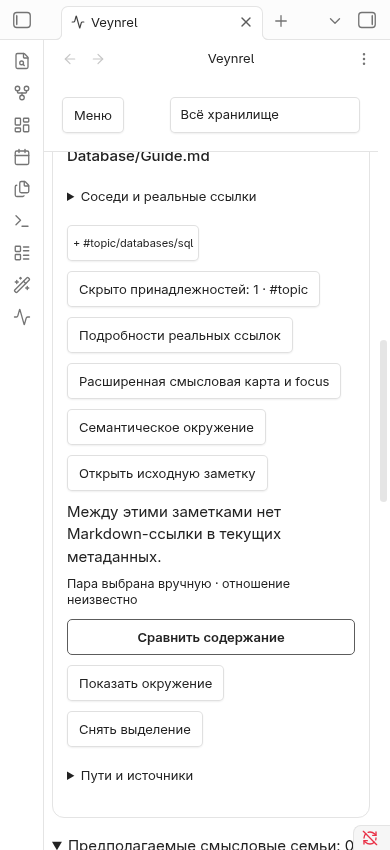 Veynrel
Veynrel
Меню
Всё хранилище
Database/Guide.md
Соседи и реальные ссылки
+ #topic/databases/sql
Скрыто принадлежностей: 1 · #topic
Подробности реальных ссылок
Расширенная смысловая карта и focus
Семантическое окружение
Открыть исходную заметку
Между этими заметками нет
Markdown-ссылки в текущих
метаданных.
Пара выбрана вручную · отношение
неизвестно
Сравнить содержание
Показать окружение
Снять выделение
Пути и источники
Предполагаемые смысловые семьи: 0